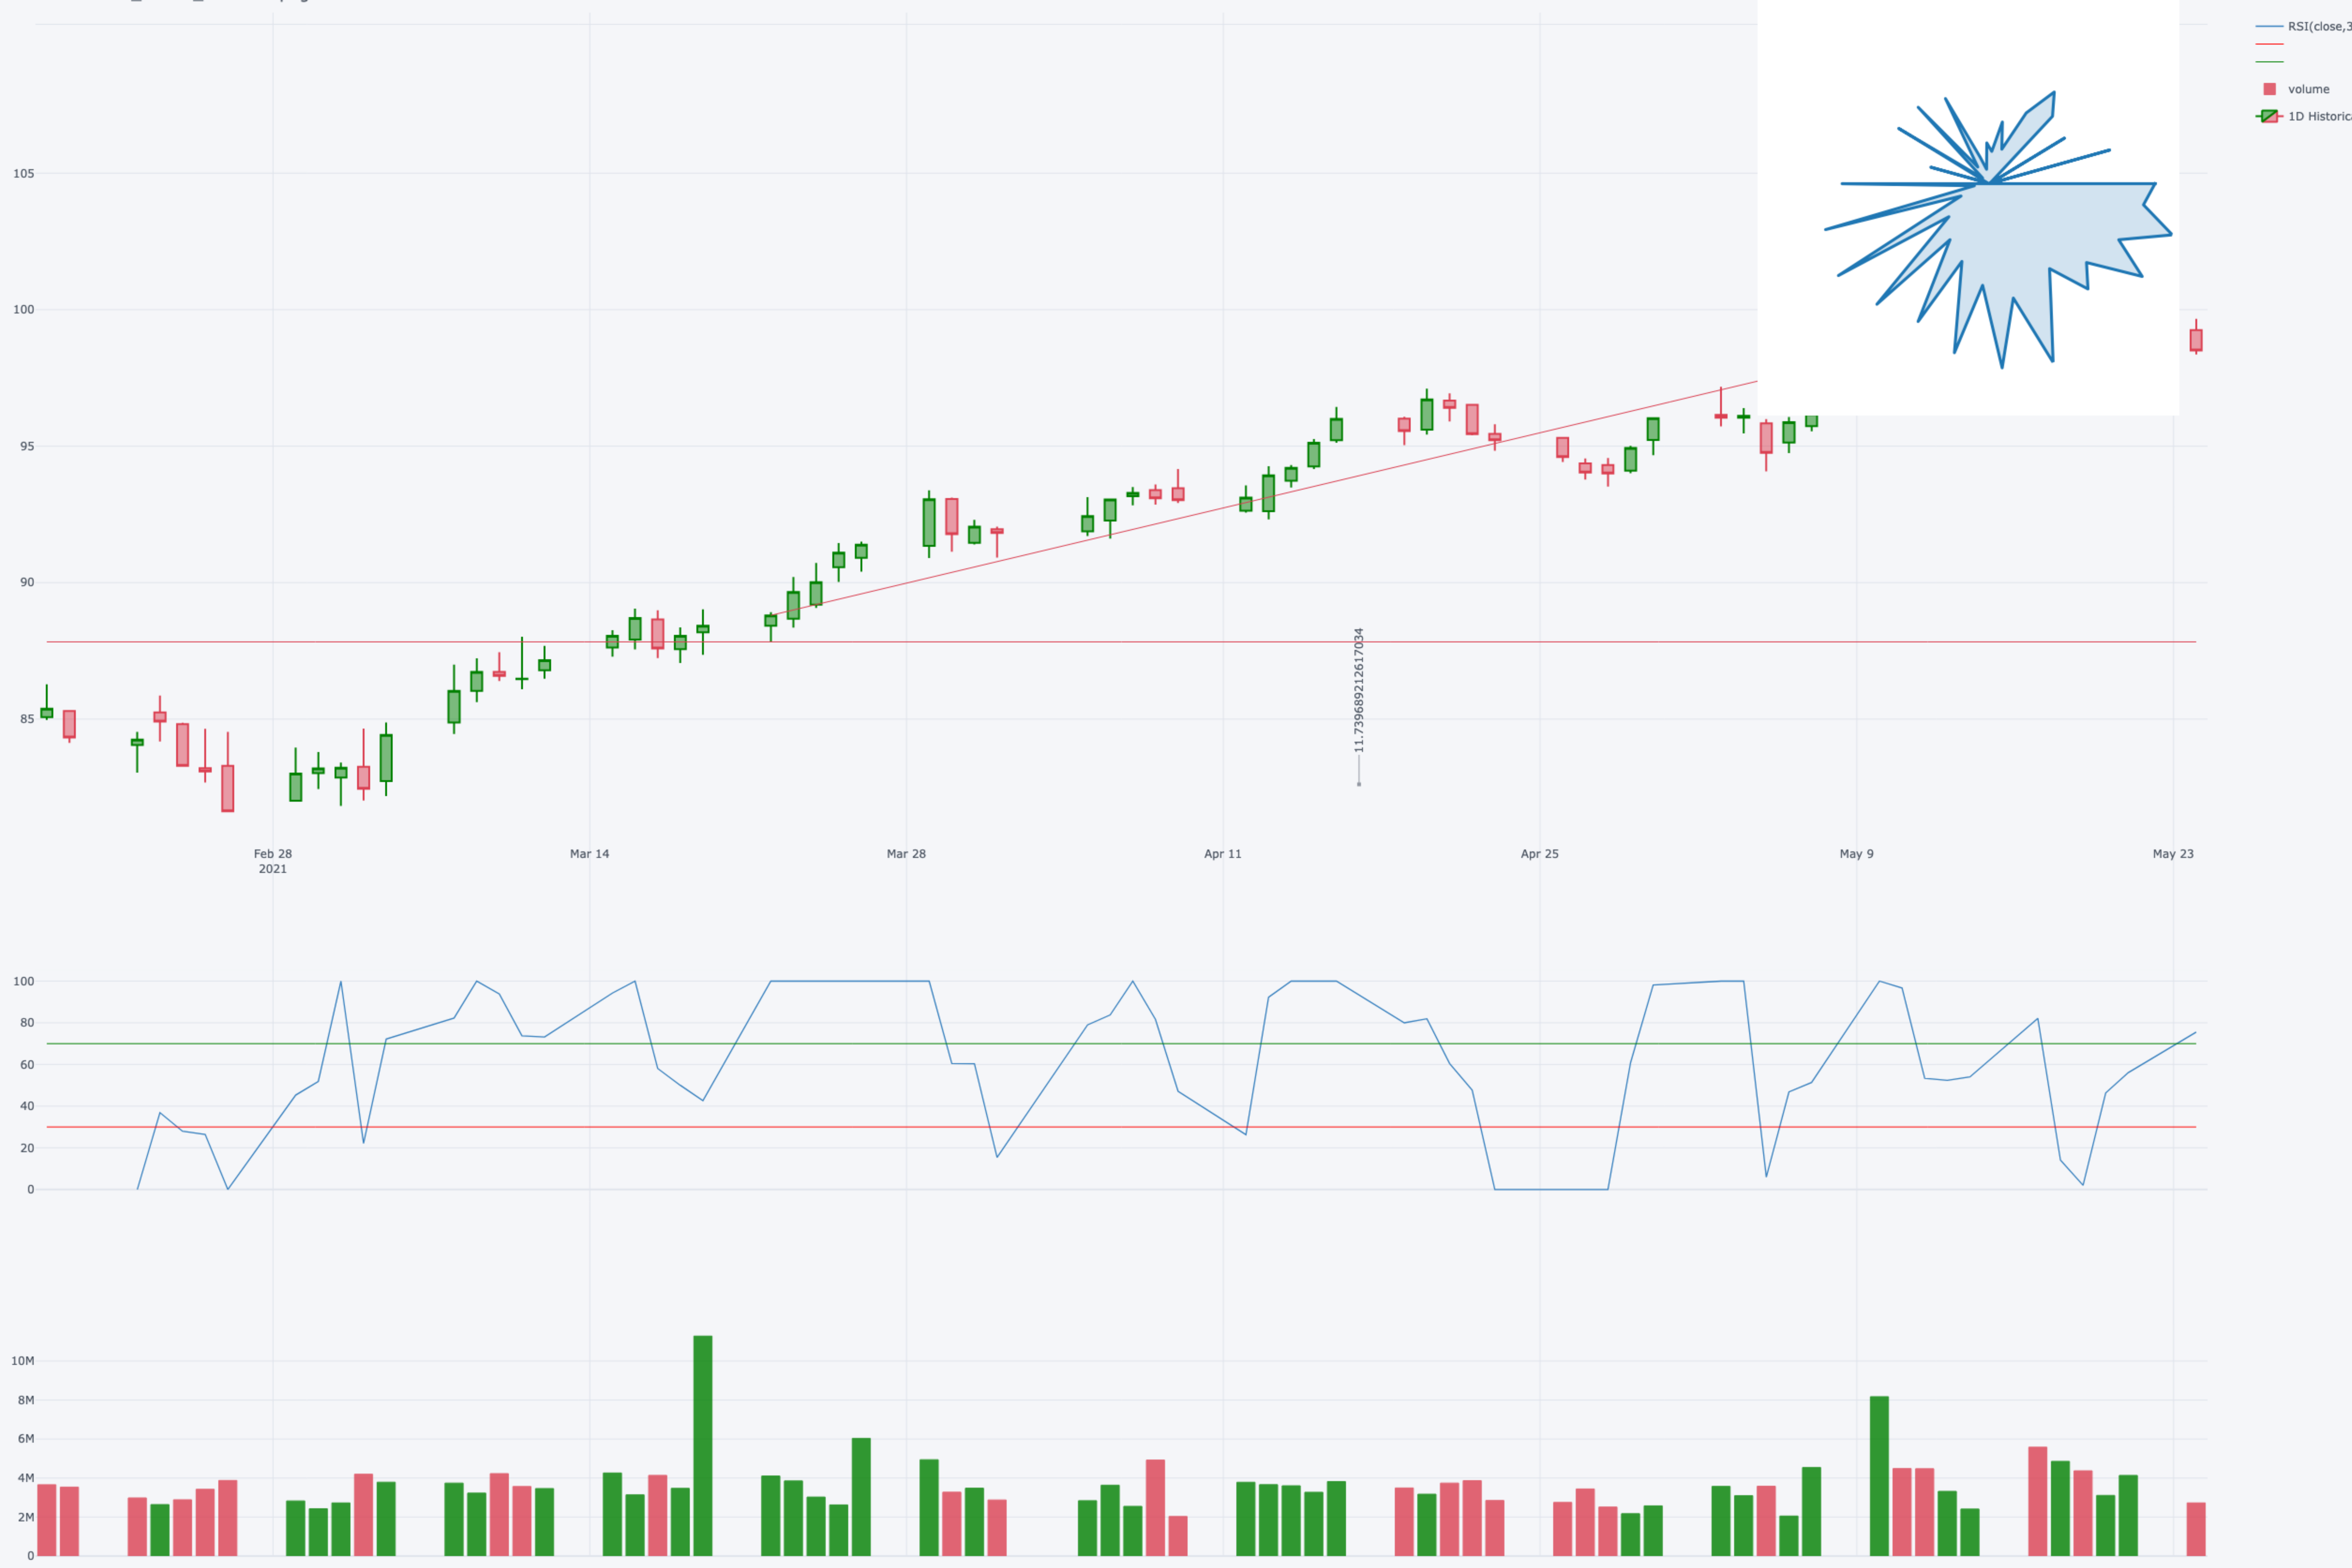 RSI(close,3
volume
1D Historic
105
100
95
90
85
11.739689212617034
Feb 28
2021
Mar 14
Mar 28
Apr 11
Apr 25
May 9
May 23
100
80
60
40
20
0
10M
8M
6M
4M
2M
0